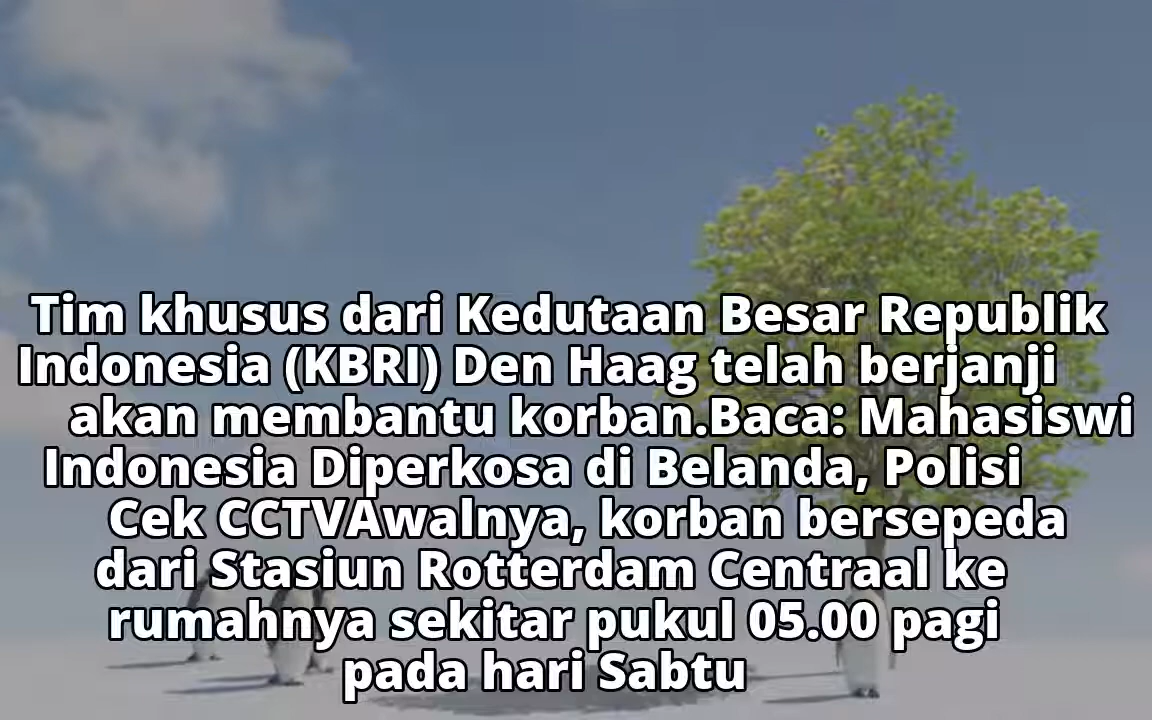 Tim khusus dari Kedutaan Besar Republik
Indonesia (KBRI) Den Haag telah berjanji
akan membantu korban.Baca: Mahasiswi
Indonesia Diperkosa di Belanda, Polisi
Cek CCTVAwalnya, korban bersepeda
dari Stasiun Rotterdam Centraal ke
rumahnya sekitar pukul 05.00 pagi
pada hari Sabtu